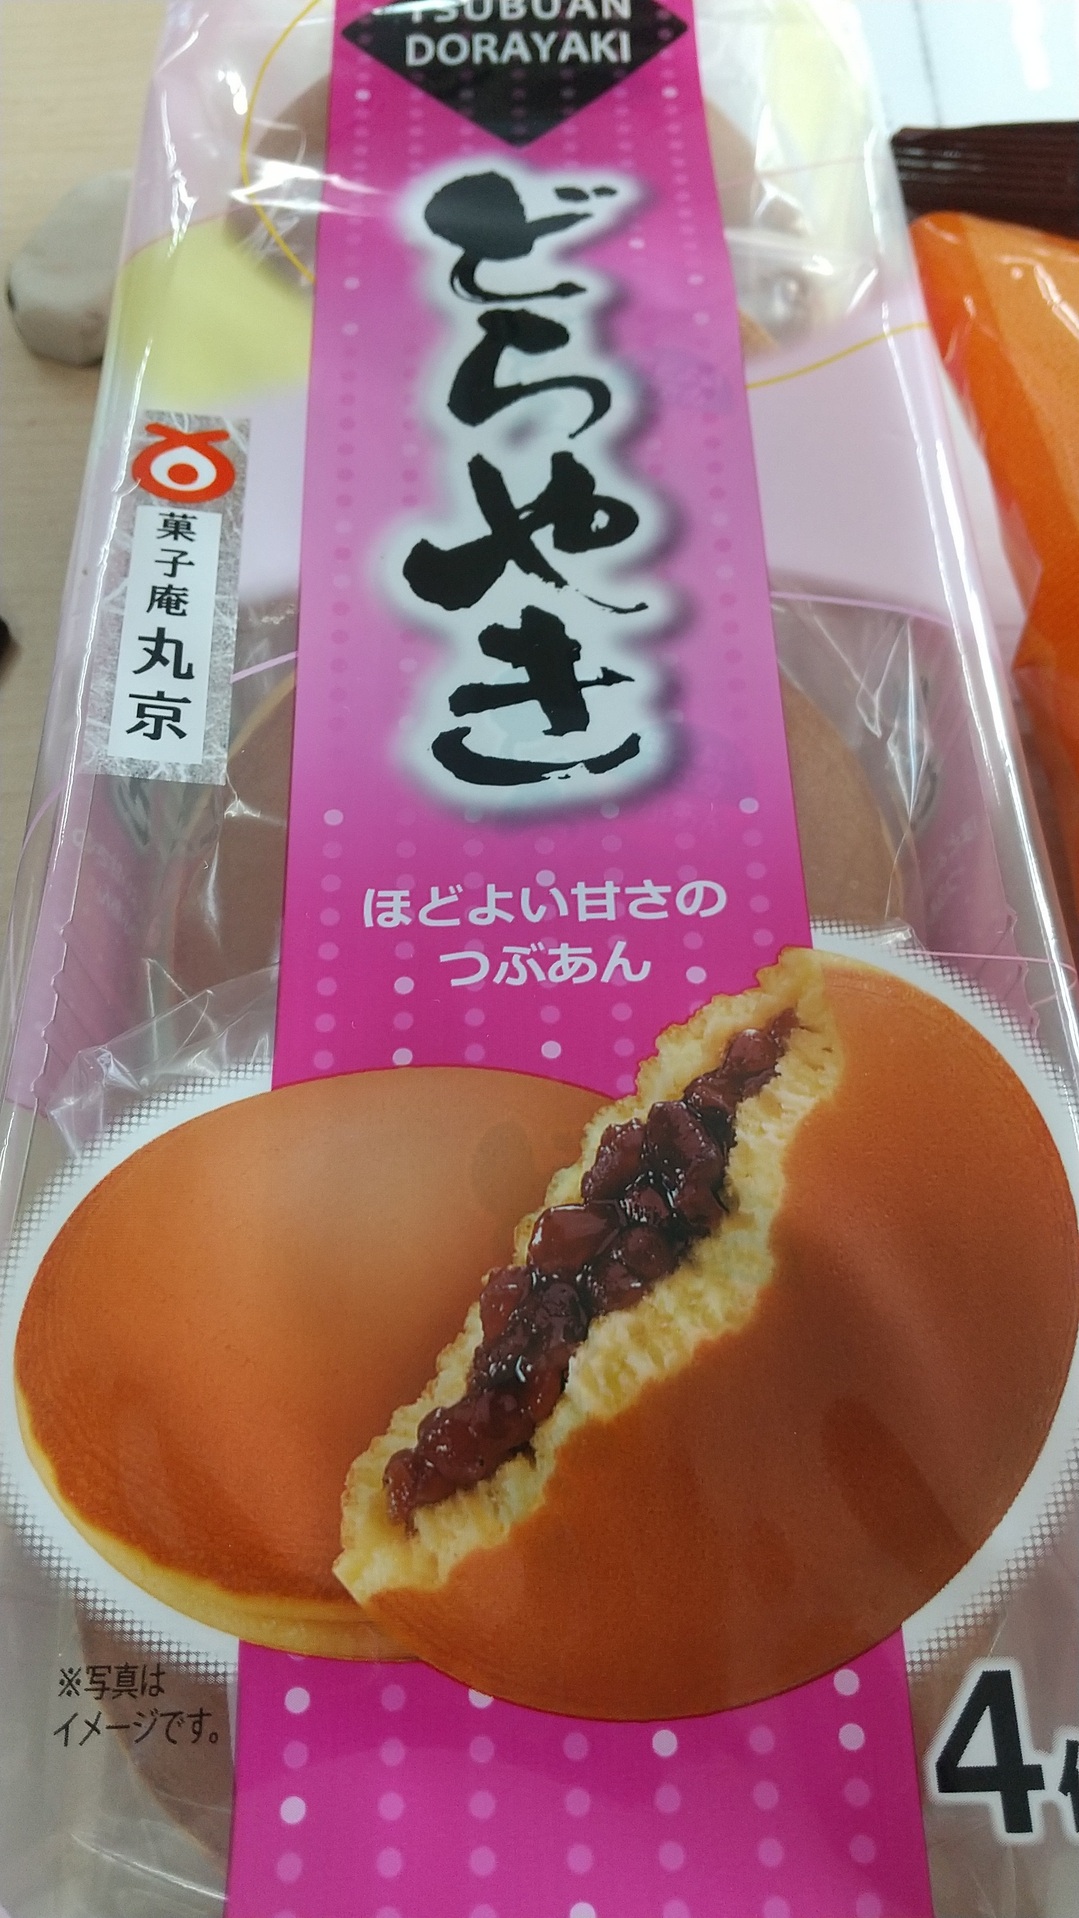 TSUBUAN
DORAYAKI
どらやき
菓子庵丸京
ほどよい甘さの
つぶあん
※写真は
イメージです。
4